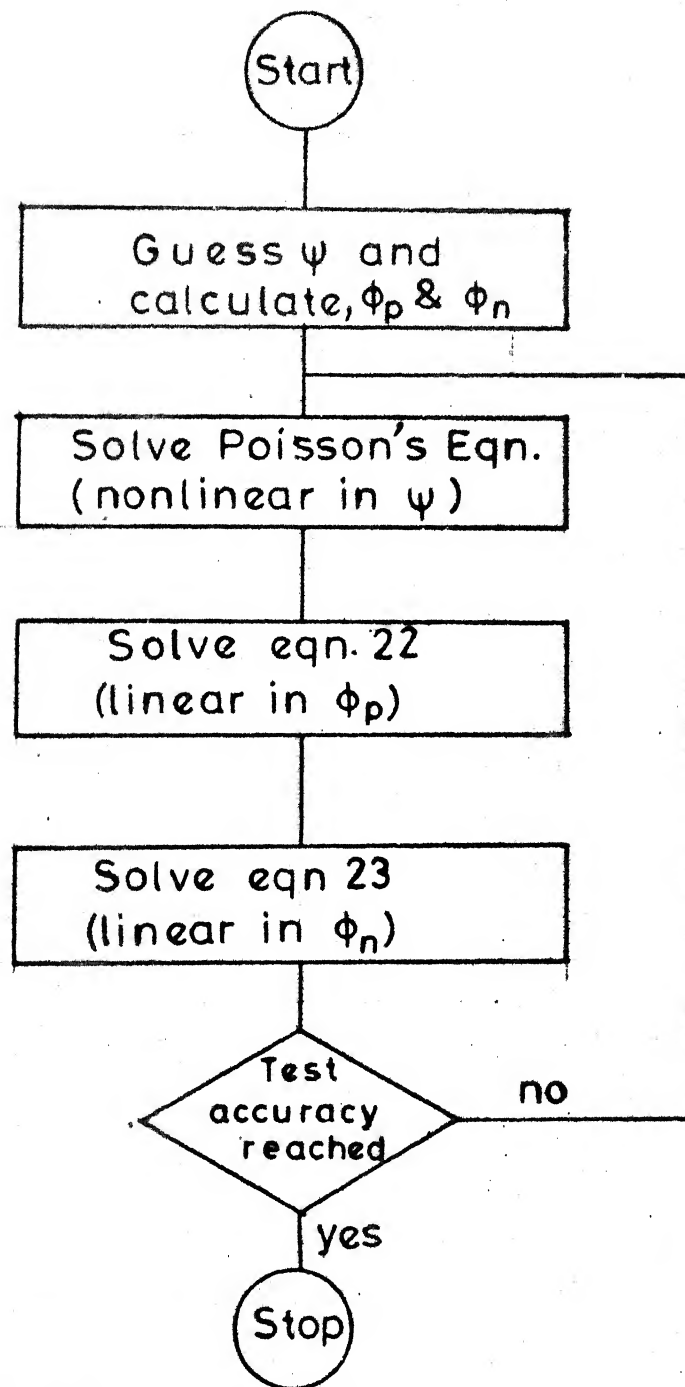 Start
Guess ψ and
calculate, ϕp & ϕn
Solve Poisson's Eqn.
(nonlinear in ψ)
Solve eqn. 22
(linear in ϕp)
Solve eqn 23
(linear in ϕn)
Test
accuracy
reached
no
yes
Stop